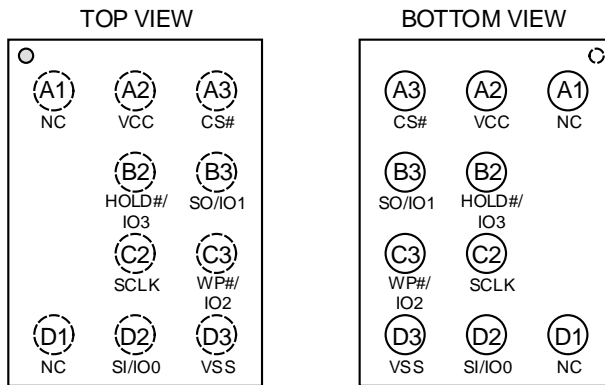 TOP VIEW BOTTOM VIEW
A1 A2 A3 A3 A2 A1
NC VCC CS# CS# VCC NC
B2 B3 B3 B2
HOLD#/ SO/IO1 SO/IO1 HOLD#/
IO3 IO3
C2 C3 C3 C2
SCLK WP#/ WP#/ SCLK
IO2 IO2
D1 D2 D3 D3 D2 D1
NC SI/IO0 VSS VSS SI/IO0 NC